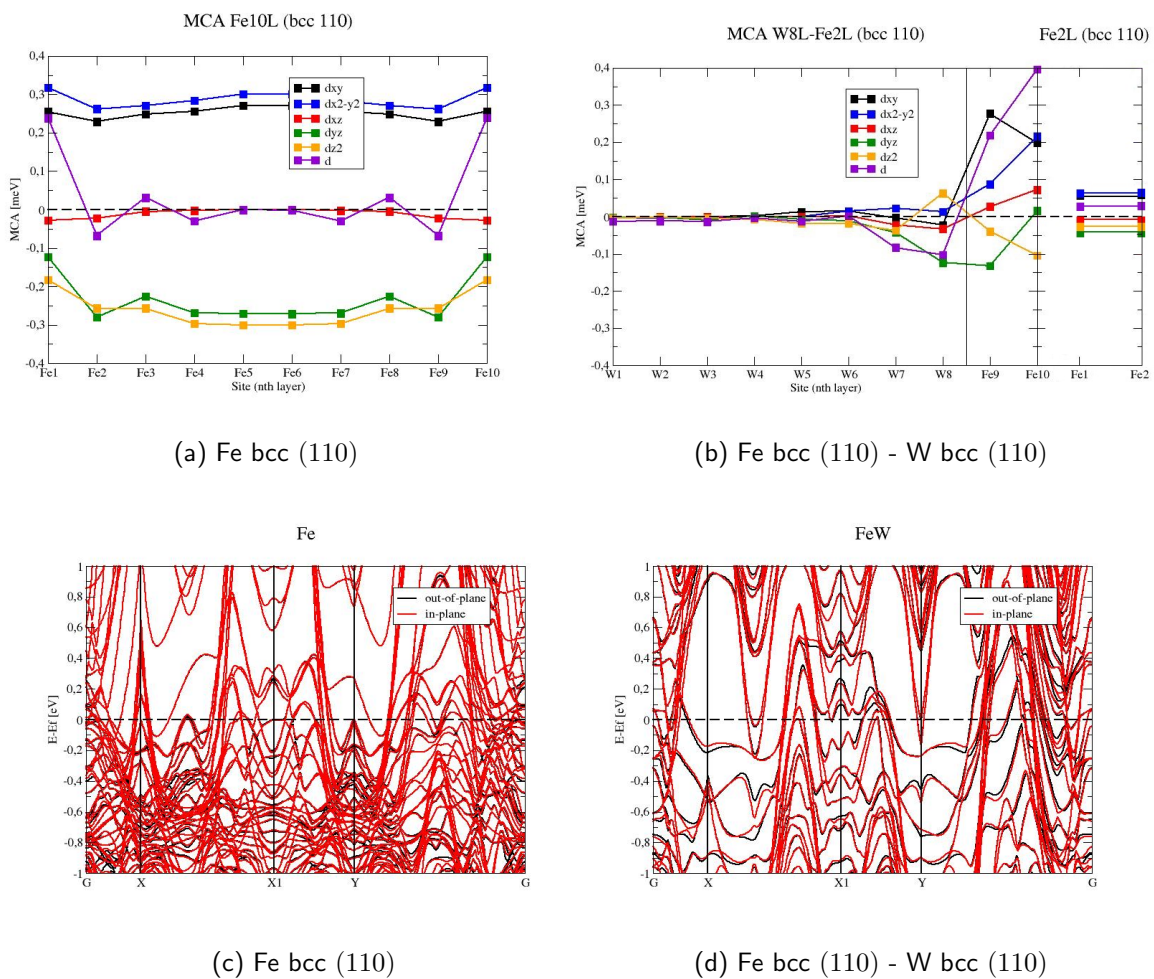 MCA Fe10L (bcc 110)
0,4
0,3
0,2
0,1
0
-0,1
-0,2
-0,3
-0,4
MCA [meV]
dxy
dx2-y2
dxz
dyz
dz2
d
Fe1 Fe2 Fe3 Fe4 Fe5 Fe6 Fe7 Fe8 Fe9 Fe10
Site (nth layer)
(a) Fe bcc (110)
MCA W8L-Fe2L (bcc 110) Fe2L (bcc 110)
0,4
0,3
0,2
0,1
0
-0,1
-0,2
-0,3
-0,4
MCA [meV]
dxy
dx2-y2
dxz
dyz
dz2
d
W1 W2 W3 W4 W5 W6 W7 W8 Fe9 Fe10 Fe1 Fe2
Site (nth layer)
(b) Fe bcc (110) - W bcc (110)
Fe
1
0,8
0,6
0,4
0,2
0
-0,2
-0,4
-0,6
-0,8
-1
E-Ef [eV]
out-of-plane
in-plane
G X X1 Y G
(c) Fe bcc (110)
FeW
1
0,8
0,6
0,4
0,2
0
-0,2
-0,4
-0,6
-0,8
-1
E-Ef [eV]
out-of-plane
in-plane
G X X1 Y G
(d) Fe bcc (110) - W bcc (110)